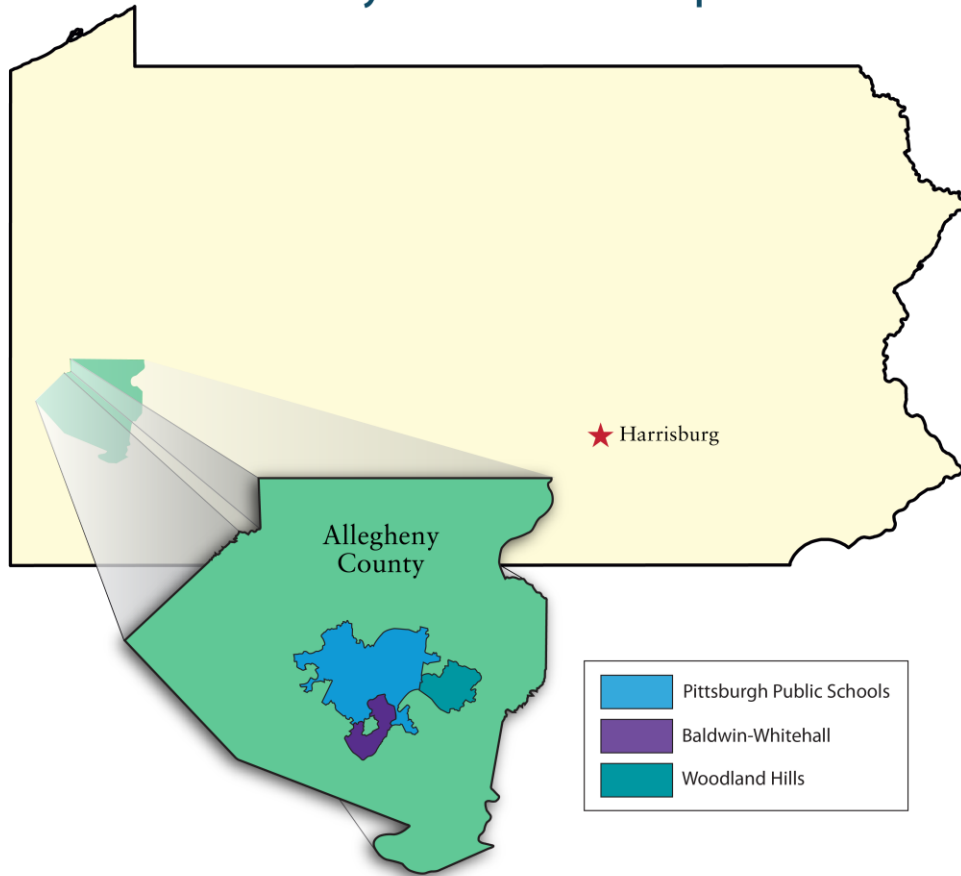 Harrisburg
Allegheny
County
Pittsburgh Public Schools
Baldwin-Whitehall
Woodland Hills